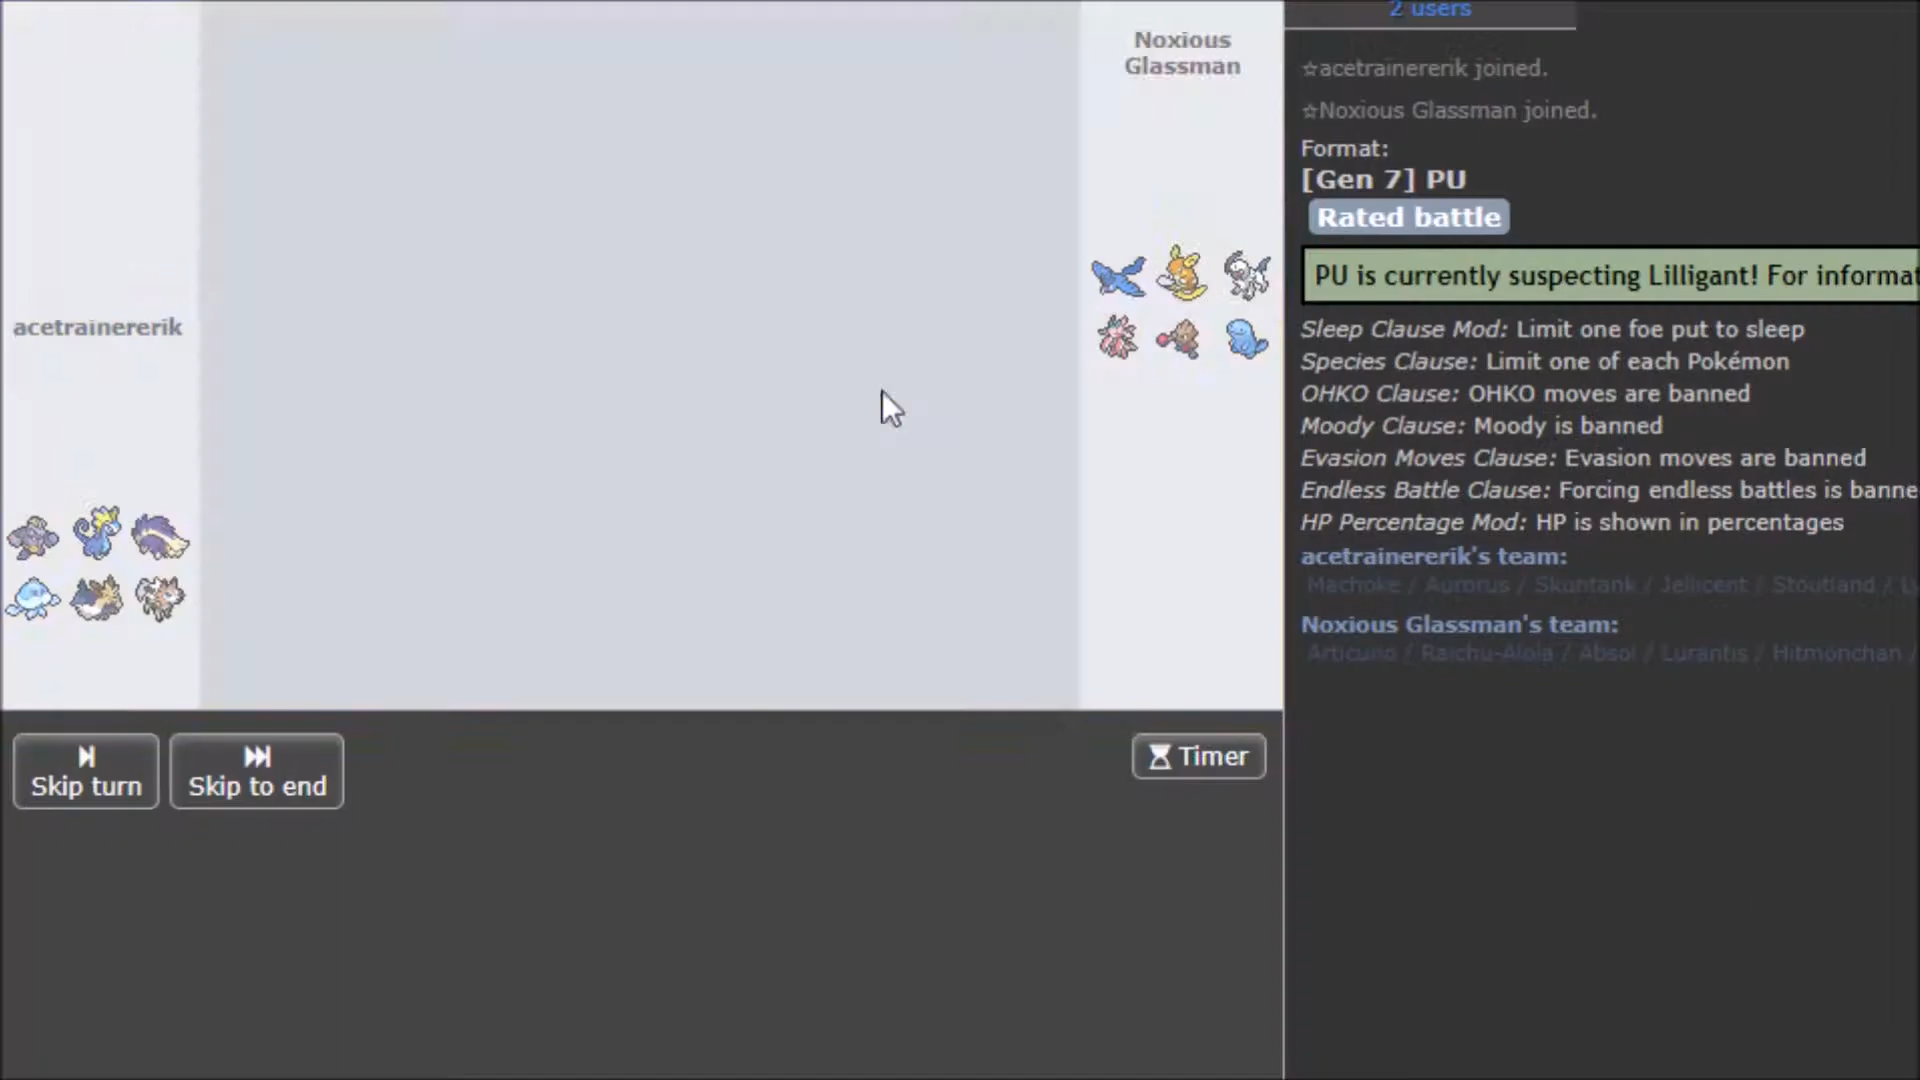 2 users
Noxious
Glassman
acetrainererik
☆acetrainererik joined.
☆Noxious Glassman joined.
Format:
[Gen 7] PU
Rated battle
PU is currently suspecting Lilligant! For informat
Sleep Clause Mod: Limit one foe put to sleep
Species Clause: Limit one of each Pokémon
OHKO Clause: OHKO moves are banned
Moody Clause: Moody is banned
Evasion Moves Clause: Evasion moves are banned
Endless Battle Clause: Forcing endless battles is banne
HP Percentage Mod: HP is shown in percentages
acetrainererik's team:
Machoke / Aurorus / Skuntank / Jellicent / Stoutland / Ly
Noxious Glassman's team:
Articuno / Raichu-Alola / Absol / Lurantis / Hitmonchan /
Skip turn
Skip to end
Timer